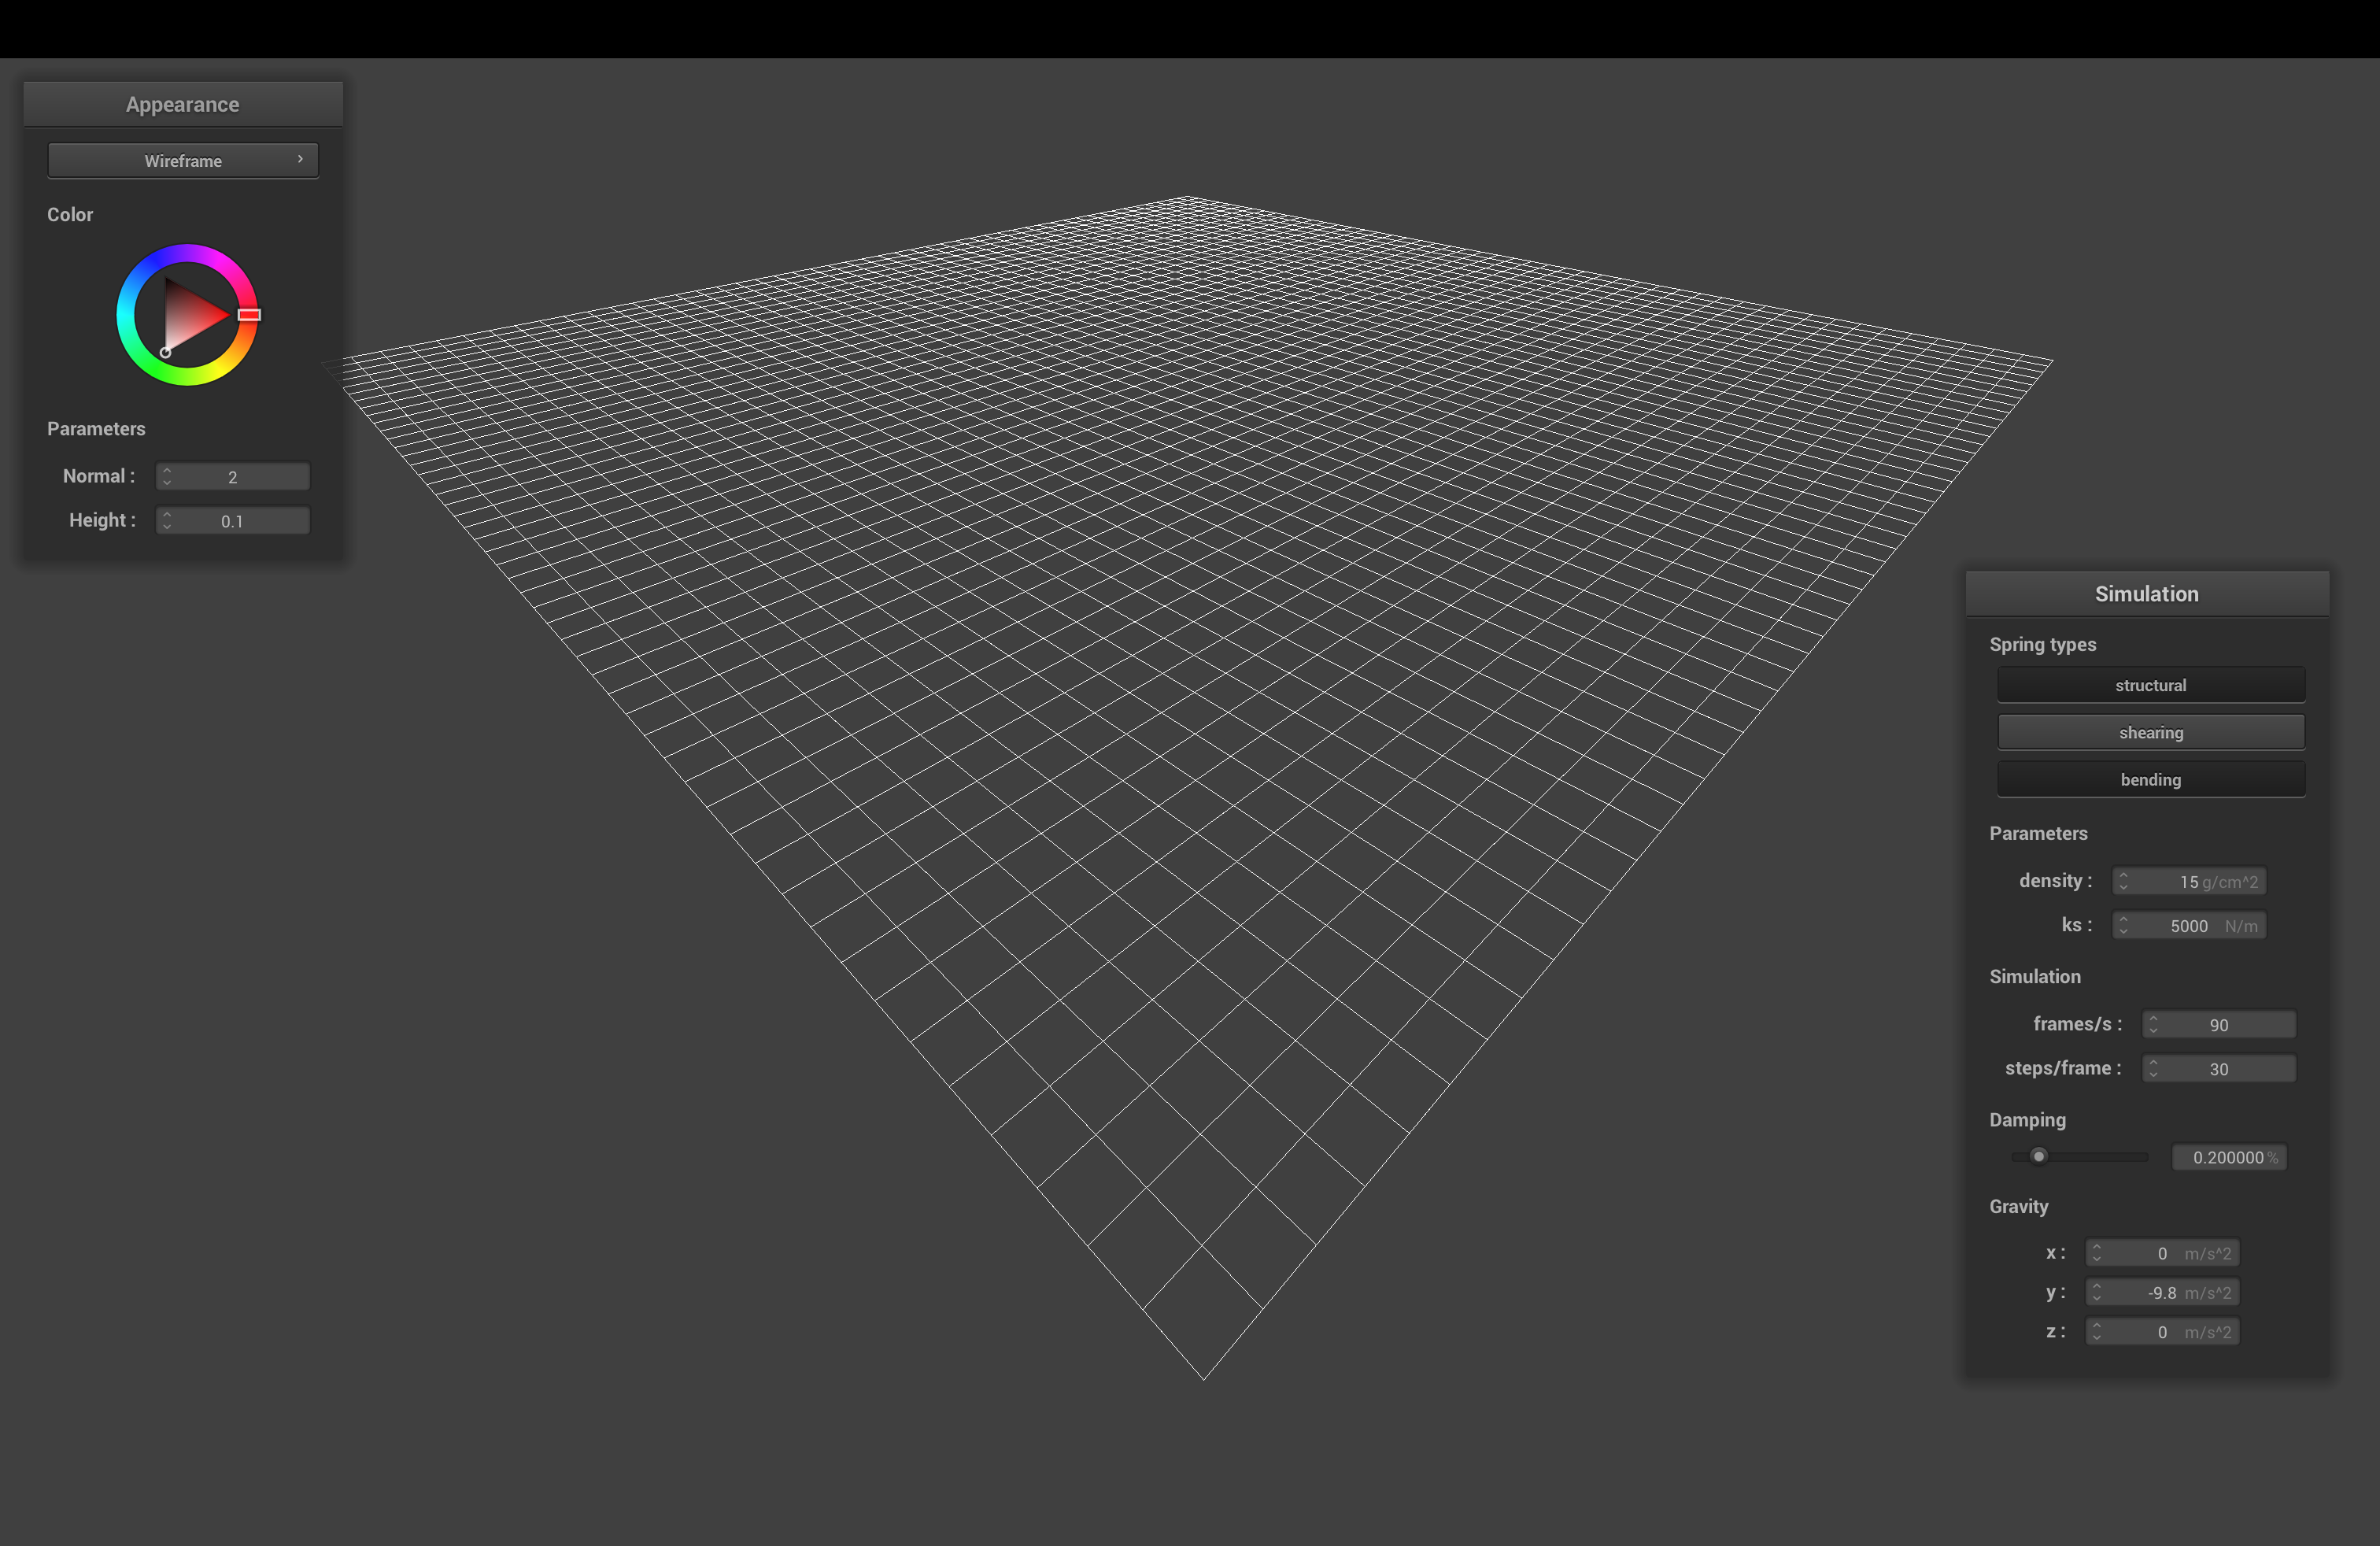 Appearance
Wireframe
Color
Parameters
Normal : 2
Height : 0.1
Simulation
Spring types
structural
shearing
bending
Parameters
density : 15 g/cm^2
ks : 5000 N/m
Simulation
frames/s : 90
steps/frame : 30
Damping
0.200000 %
Gravity
x : 0 m/s^2
y : -9.8 m/s^2
z : 0 m/s^2